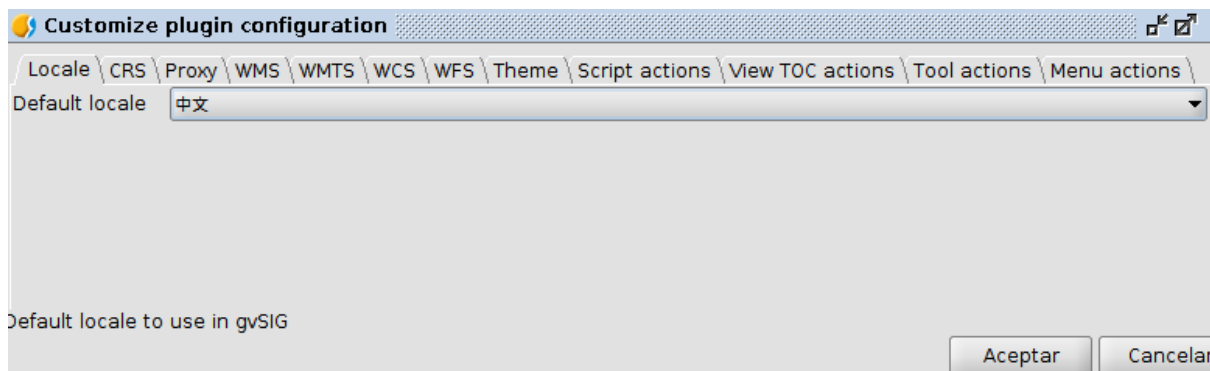 Customize plugin configuration
Locale CRS Proxy WMS WMTS WCS WFS Theme Script actions View TOC actions Tool actions Menu actions
Default locale 中文
Default locale to use in gvSIG
Aceptar Cancelar